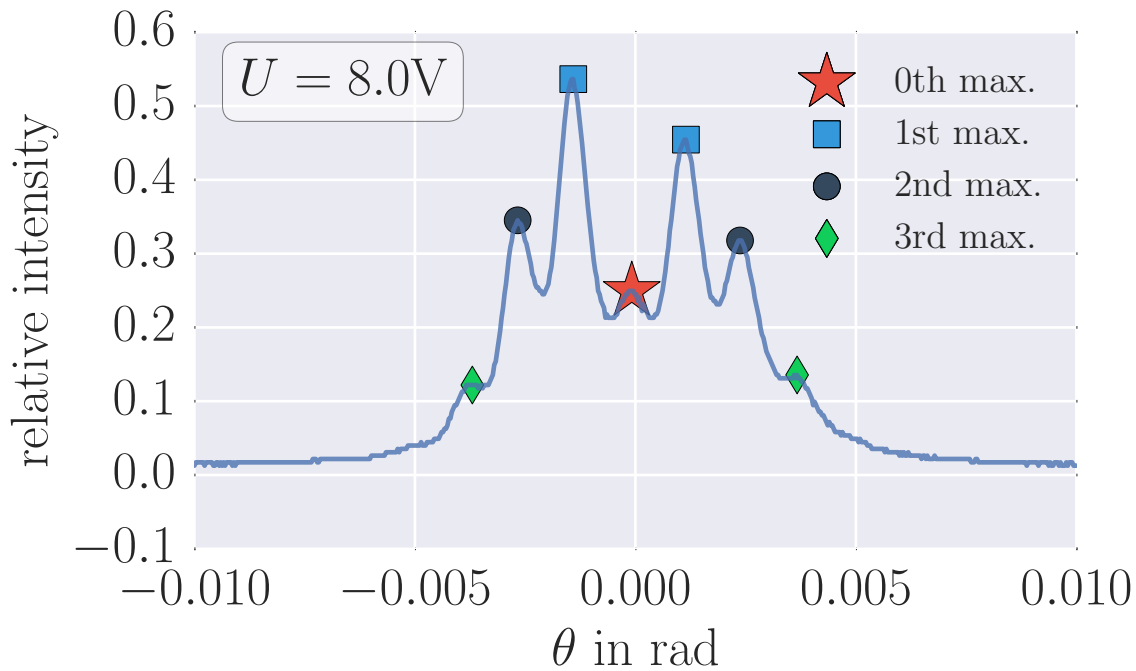 0.6
0.5
0.4
0.3
0.2
0.1
0.0
−0.1
relative intensity
U = 8.0V
0th max.
1st max.
2nd max.
3rd max.
−0.010 −0.005 0.000 0.005 0.010
θ in rad